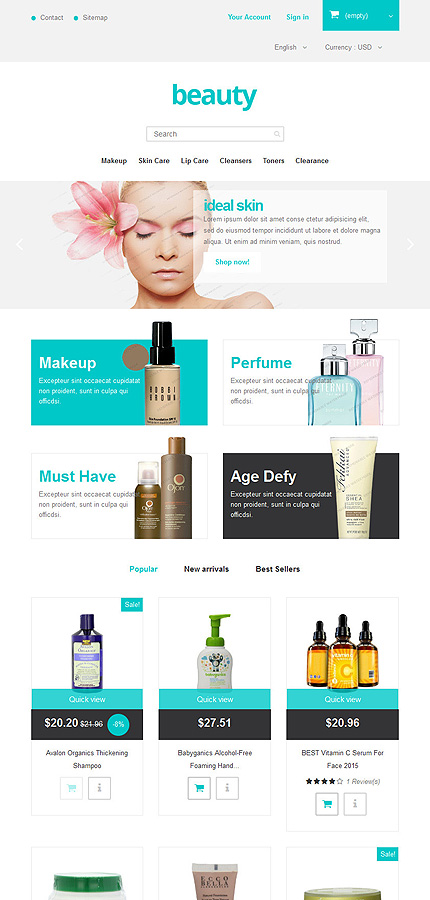 Contact Sitemap Your Account Sign in (empty)
English Currency : USD
beauty
Search
Makeup Skin Care Lip Care Cleansers Toners Clearance
ideal skin
Lorem ipsum dolor sit amet conse ctetur adipisicing elit,
sed do eiusmod tempor incididunt ut labore et dolore magna
aliqua. Ut enim ad minim veniam, quis nostrud.
Shop now!
Makeup
Excepteur sint occaecat cupidatat
non proident, sunt in culpa qui
officdsi.
BOBBI
BROWN
Perfume
Excepteur sint occaecat cupidatat
non proident, sunt in culpa qui
officdsi.
ETERNITY
Must Have
Excepteur sint occaecat cupidatat
non proident, sunt in culpa qui
officdsi.
Ojon
Age Defy
Excepteur sint occaecat cupidatat
non proident, sunt in culpa qui
officdsi.
Fekkai
SHEA
Popular New arrivals Best Sellers
Sale!
Quick view
$20.20 $21.96 -8%
Avalon Organics Thickening
Shampoo
babyganics
Quick view
$27.51
Babyganics Alcohol-Free
Foaming Hand...
Quick view
$20.96
BEST Vitamin C Serum For
Face 2015
1 Review(s)
ECCO
BELLA
Sale!